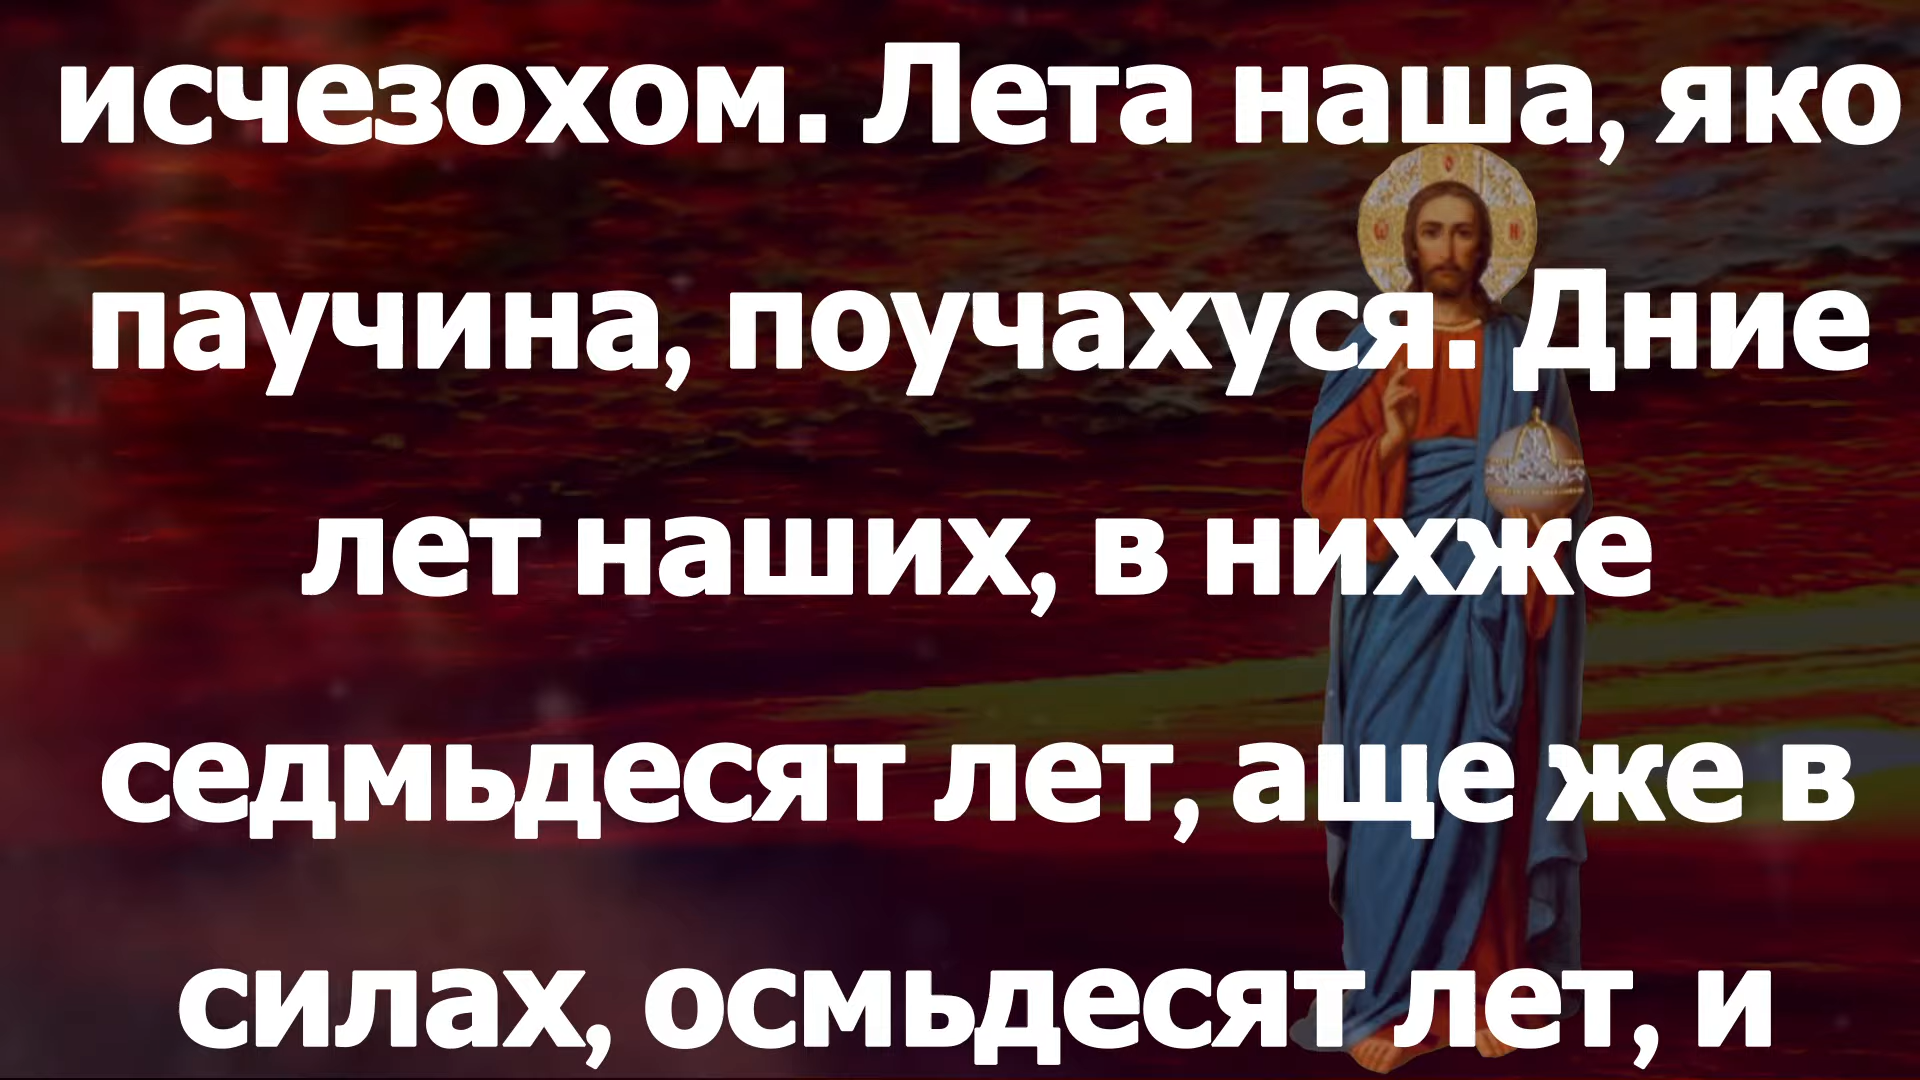 исчезохом. Лета наша, яко
паучина, поучахуся. Дние
лет наших, в нихже
седмьдесят лет, аще же в
силах, осмьдесят лет, и